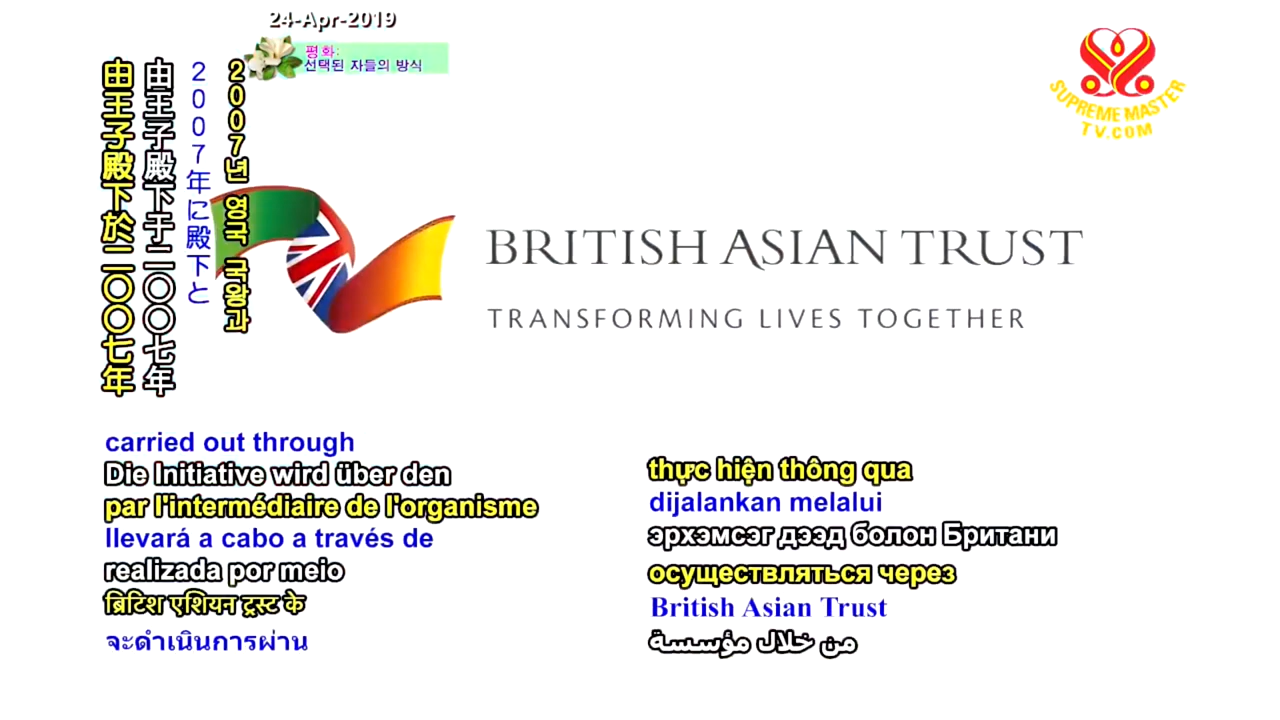 24-Apr-2019
평화:
선택된 자들의 방식
SUPREME MASTER
TV.COM
由王子殿下於二〇〇七年
由王子殿下于二〇〇七年
2007年に殿下と
2007년 영국 국왕과
BRITISH ASIAN TRUST
TRANSFORMING LIVES TOGETHER
carried out through
Die Initiative wird über den
par l'intermédiaire de l'organisme
llevará a cabo a través de
realizada por meio
ब्रिटिश एशियन ट्रस्ट के
จะดำเนินการผ่าน
thực hiện thông qua
dijalankan melalui
эрхэмсэг дээд болон Британи
осуществляться через
British Asian Trust
من خلال مؤسسة